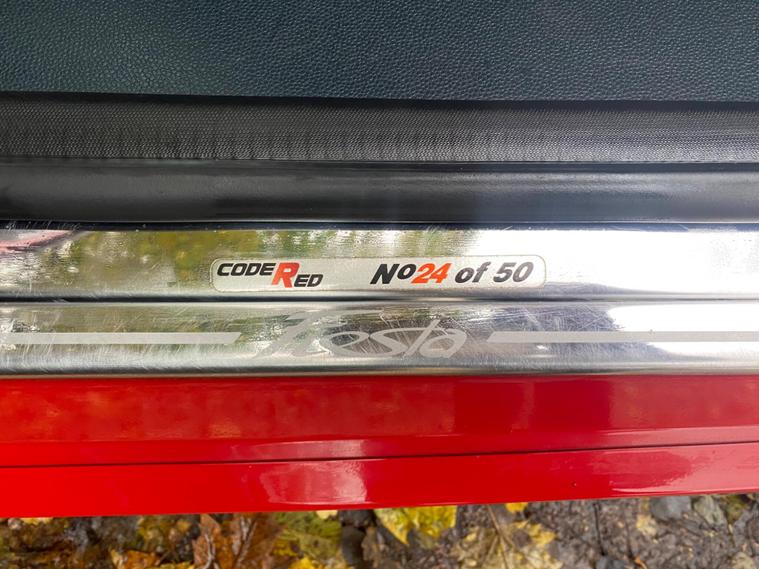 CODE RED Nº24 of 50
fiesta